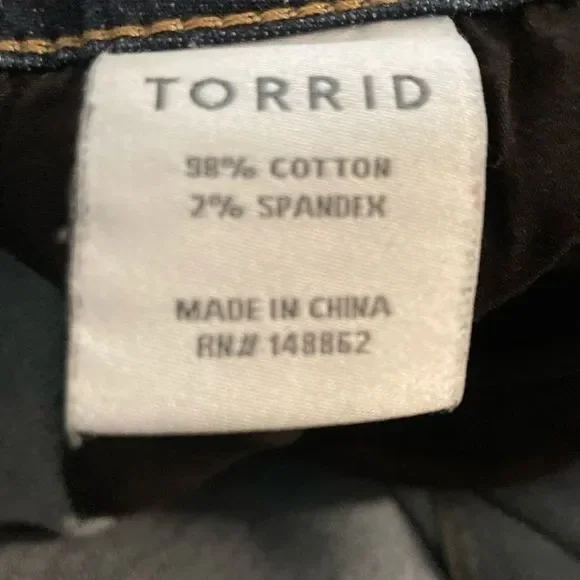 TORRID
98% COTTON
2% SPANDEX
MADE IN CHINA
RN# 148862